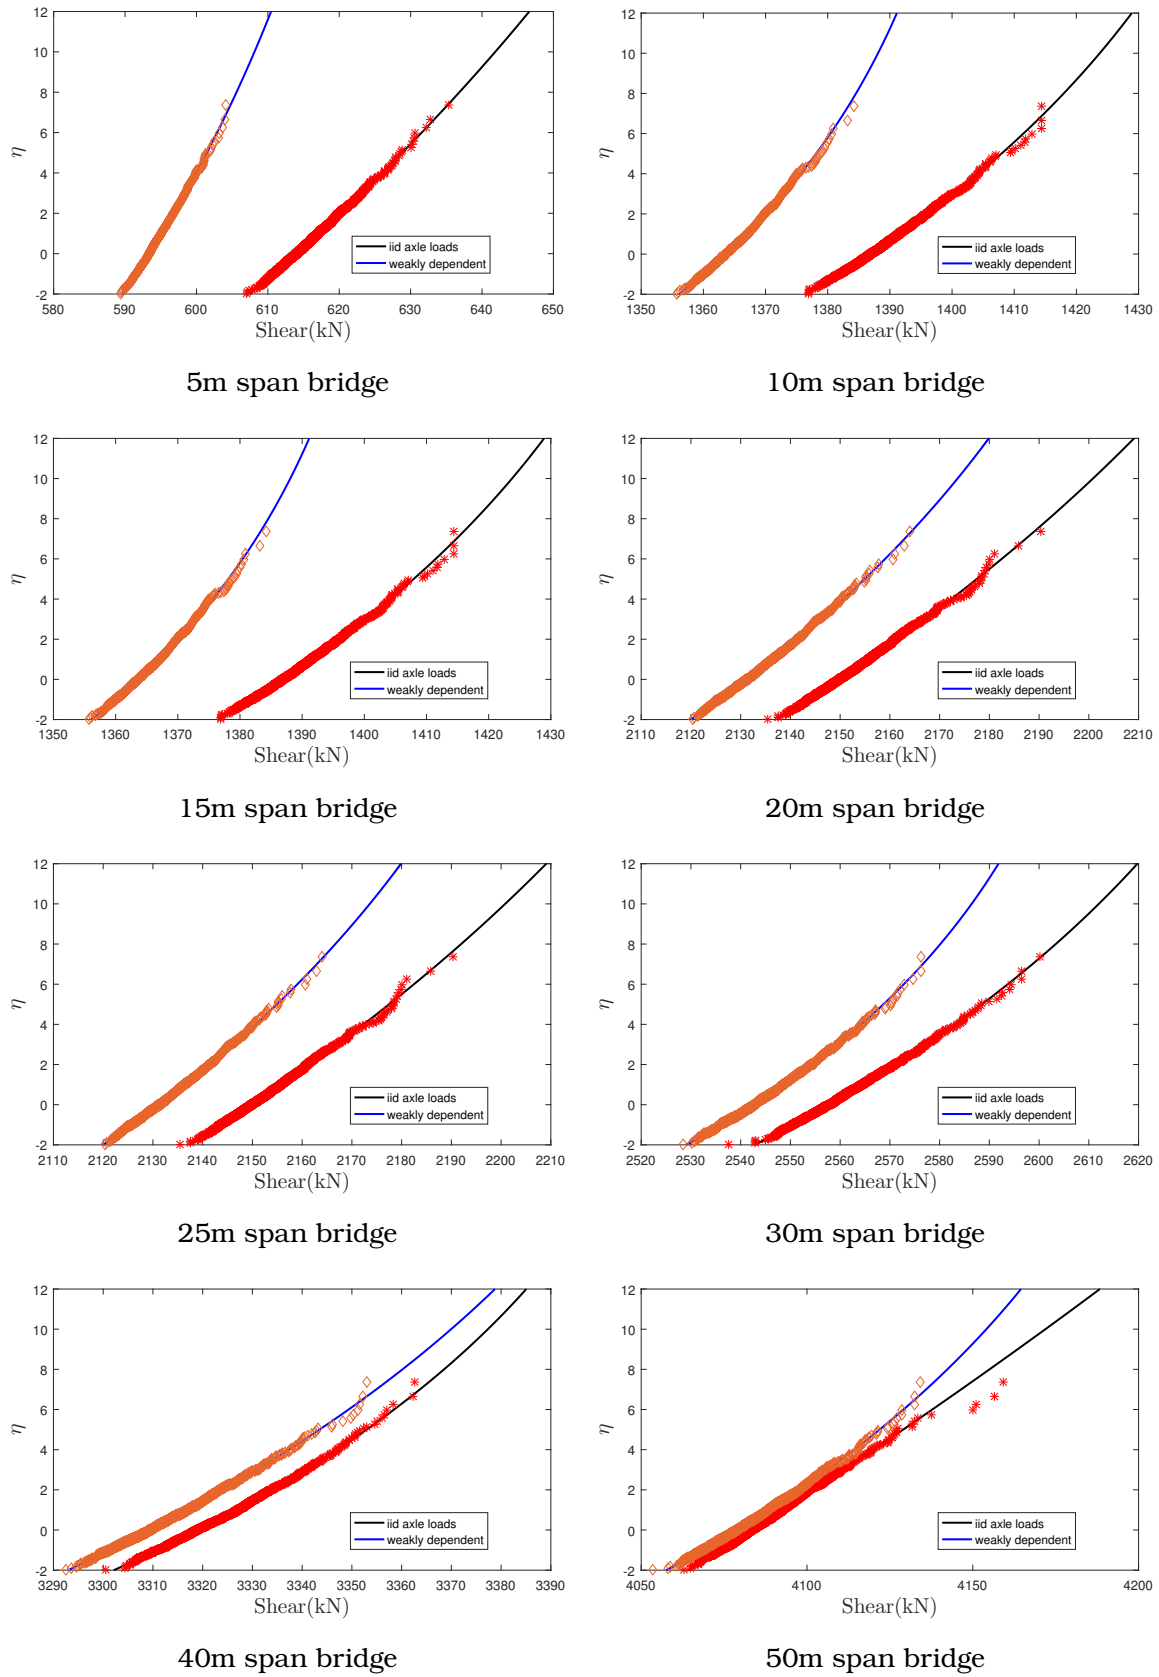 12
10
8
6
4
2
0
-2
η
580 590 600 610 620 630 640 650
Shear(kN)
iid axle loads
weakly dependent
5m span bridge
12
10
8
6
4
2
0
-2
η
1350 1360 1370 1380 1390 1400 1410 1420 1430
Shear(kN)
iid axle loads
weakly dependent
10m span bridge
12
10
8
6
4
2
0
-2
η
1350 1360 1370 1380 1390 1400 1410 1420 1430
Shear(kN)
iid axle loads
weakly dependent
15m span bridge
12
10
8
6
4
2
0
-2
η
2110 2120 2130 2140 2150 2160 2170 2180 2190 2200 2210
Shear(kN)
iid axle loads
weakly dependent
20m span bridge
12
10
8
6
4
2
0
-2
η
2110 2120 2130 2140 2150 2160 2170 2180 2190 2200 2210
Shear(kN)
iid axle loads
weakly dependent
25m span bridge
12
10
8
6
4
2
0
-2
η
2520 2530 2540 2550 2560 2570 2580 2590 2600 2610 2620
Shear(kN)
iid axle loads
weakly dependent
30m span bridge
12
10
8
6
4
2
0
-2
η
3290 3300 3310 3320 3330 3340 3350 3360 3370 3380 3390
Shear(kN)
iid axle loads
weakly dependent
40m span bridge
12
10
8
6
4
2
0
-2
η
4050 4100 4150 4200
Shear(kN)
iid axle loads
weakly dependent
50m span bridge